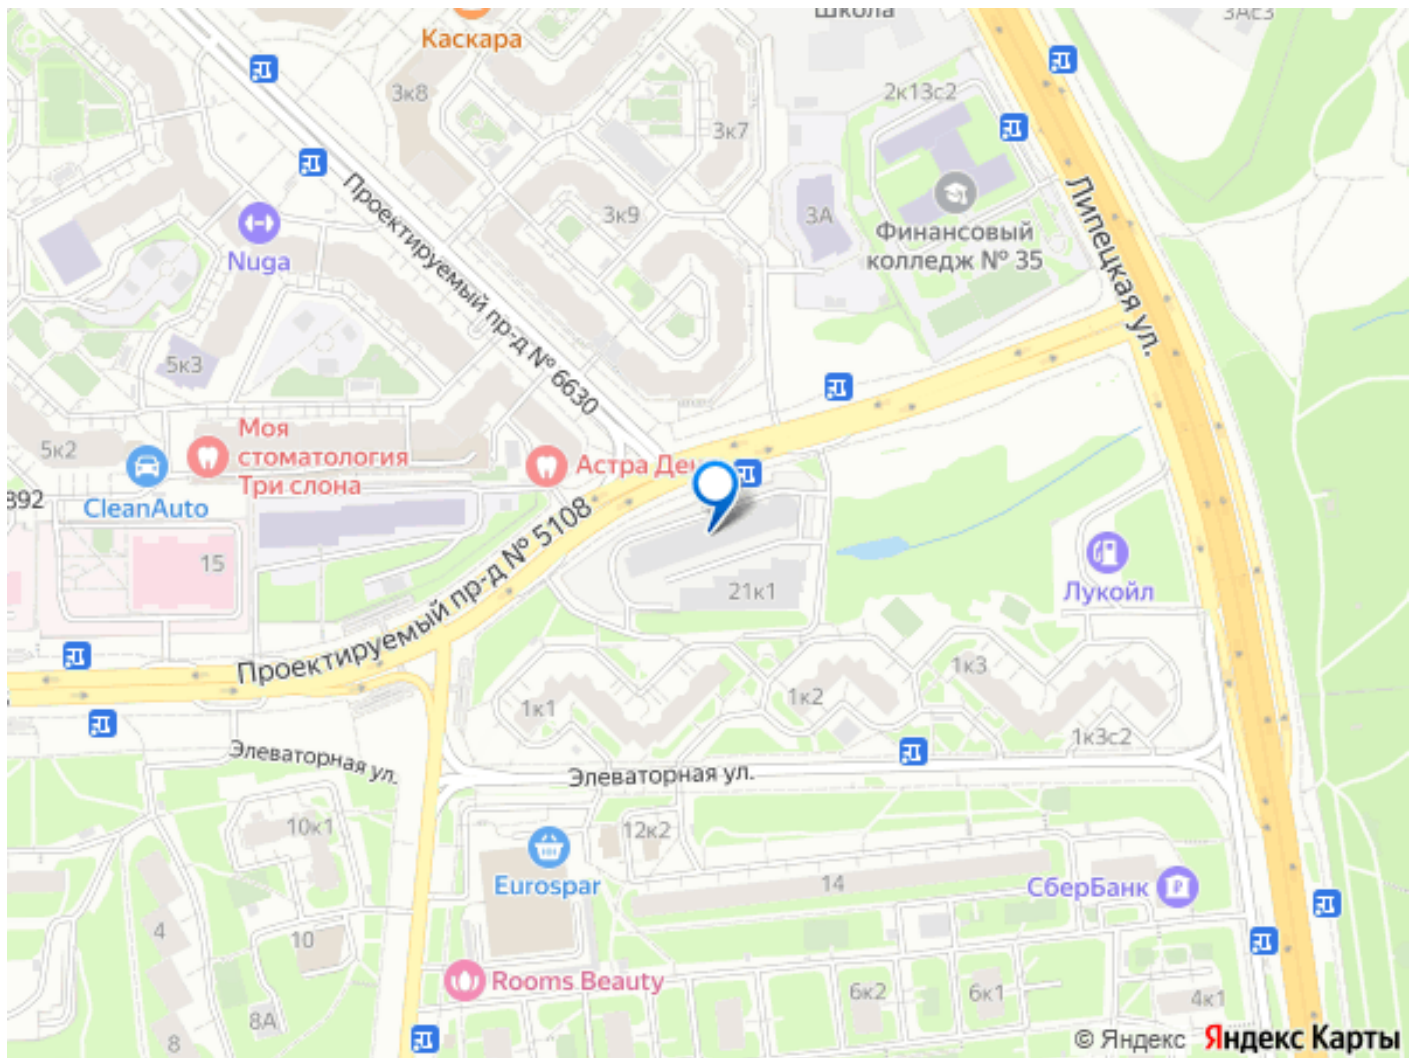 Школа
3АЕ3
Каскара
3к8
2к13с2
3к7
Проектируемый пр-д № 6630
Липецкая ул.
3к9
3А
Финансовый
колледж № 35
Nuga
5к3
Моя
стоматология
Три слона
5к2
Астра Ден
CleanAuto
892
Проектируемый пр-д № 5108
15
21к1
Лукойл
1к3
1к2
1к1
1к3с2
Элеваторная ул.
Элеваторная ул.
10к1
12к2
Eurospar
14
СберБанк
4
10
Rooms Beauty
6к2
6к1
4к1
8А
8
© Яндекс Яндекс Карты